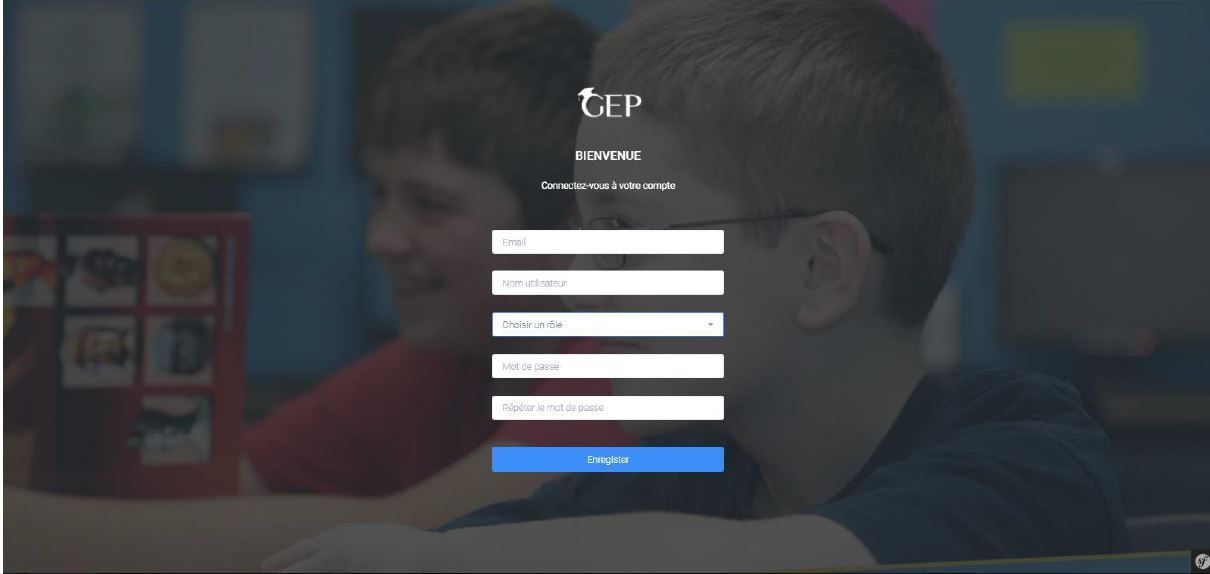 GEP
BIENVENUE
Connectez-vous à votre compte
Email
Nom utilisateur
Choisir un rôle
Mot de passe
Répéter le mot de passe
Enregister
sf